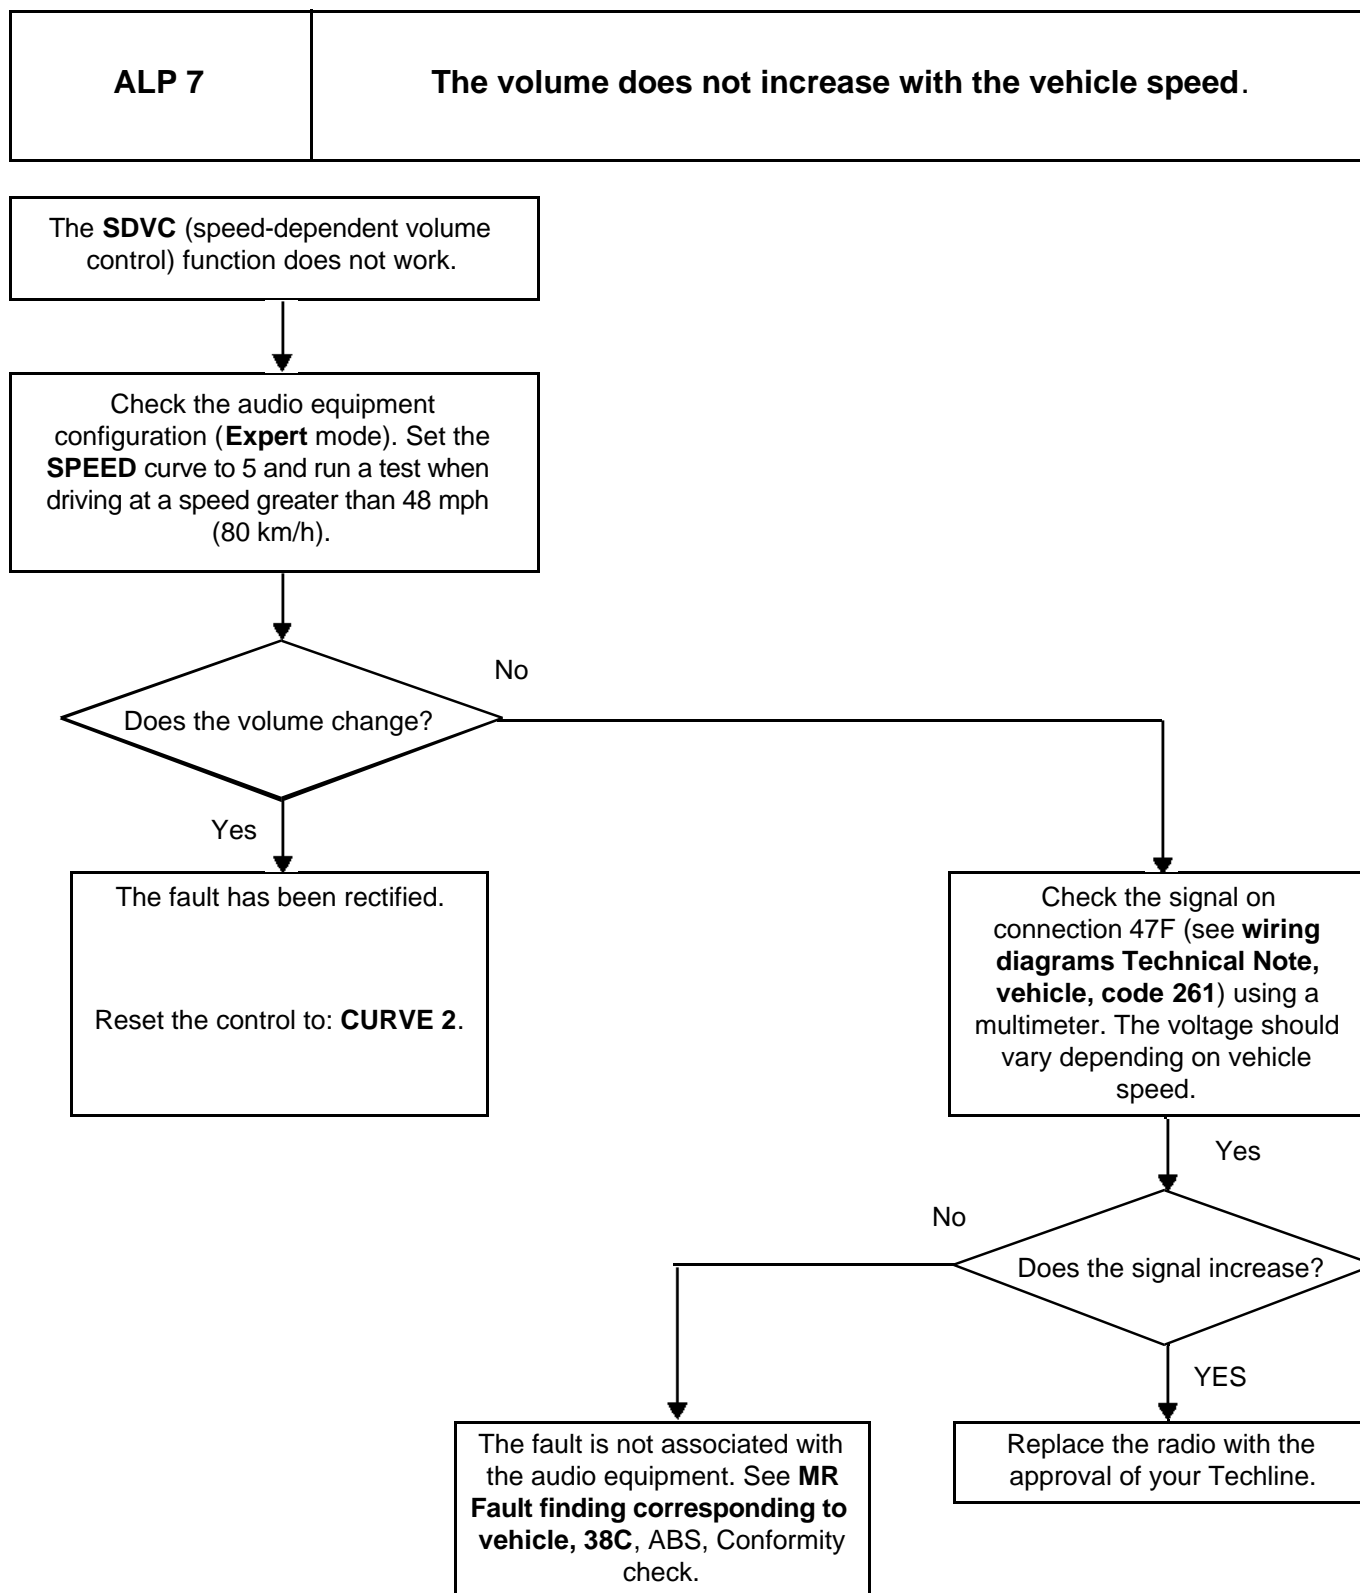 ALP 7
The volume does not increase with the vehicle speed.
The SDVC (speed-dependent volume
control) function does not work.
Check the audio equipment
configuration (Expert mode). Set the
SPEED curve to 5 and run a test when
driving at a speed greater than 48 mph
(80 km/h).
No
Does the volume change?
Yes
The fault has been rectified.
Reset the control to: CURVE 2.
Check the signal on
connection 47F (see wiring
diagrams Technical Note,
vehicle, code 261) using a
multimeter. The voltage should
vary depending on vehicle
speed.
Yes
No
Does the signal increase?
YES
The fault is not associated with
the audio equipment. See MR
Fault finding corresponding to
vehicle, 38C, ABS, Conformity
check.
Replace the radio with the
approval of your Techline.